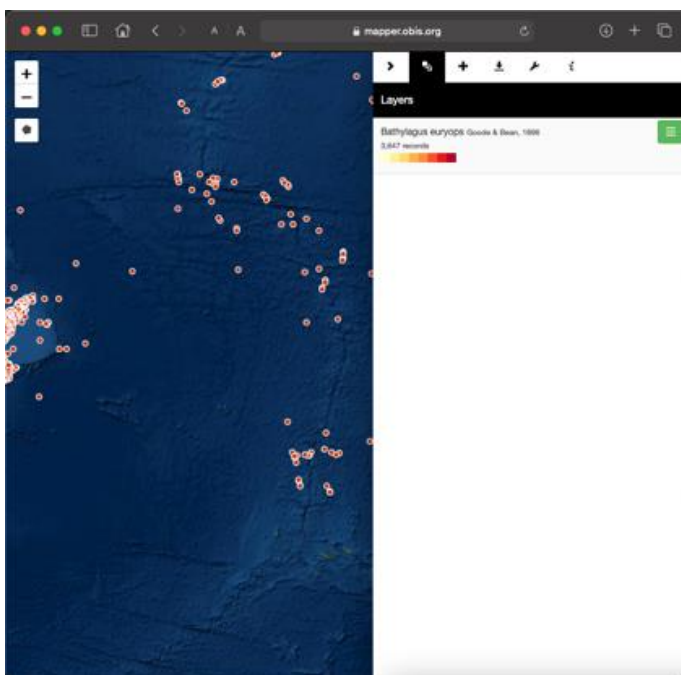 A A
mapper.obis.org
Layers
Bathylagus euryops Goode & Bean, 1896
3,647 records